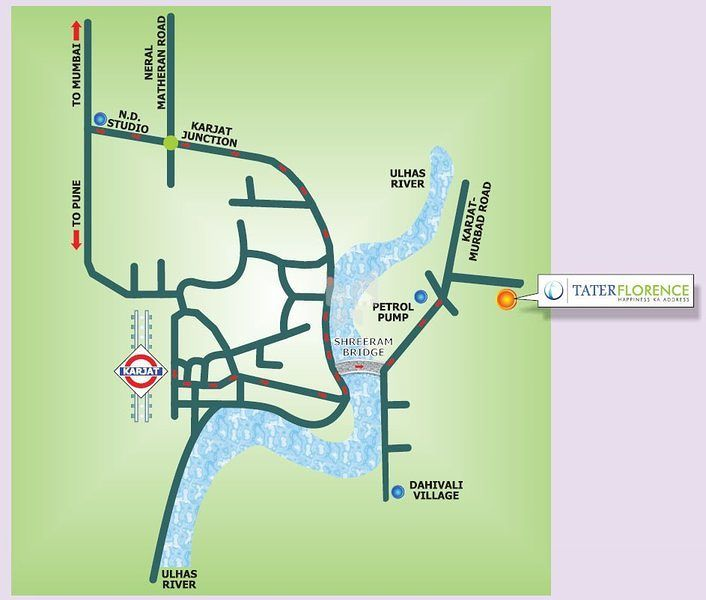 TO MUMBAI
NERAL
MATHERAN ROAD
N.D.
STUDIO
KARJAT
JUNCTION
ULHAS
RIVER
KARJAT-
MURBAD ROAD
TO PUNE
TATERFLORENCE
HAPPINESS KA ADDRESS
PETROL
PUMP
SHREERAM
BRIDGE
KARJAT
DAHIVALI
VILLAGE
ULHAS
RIVER